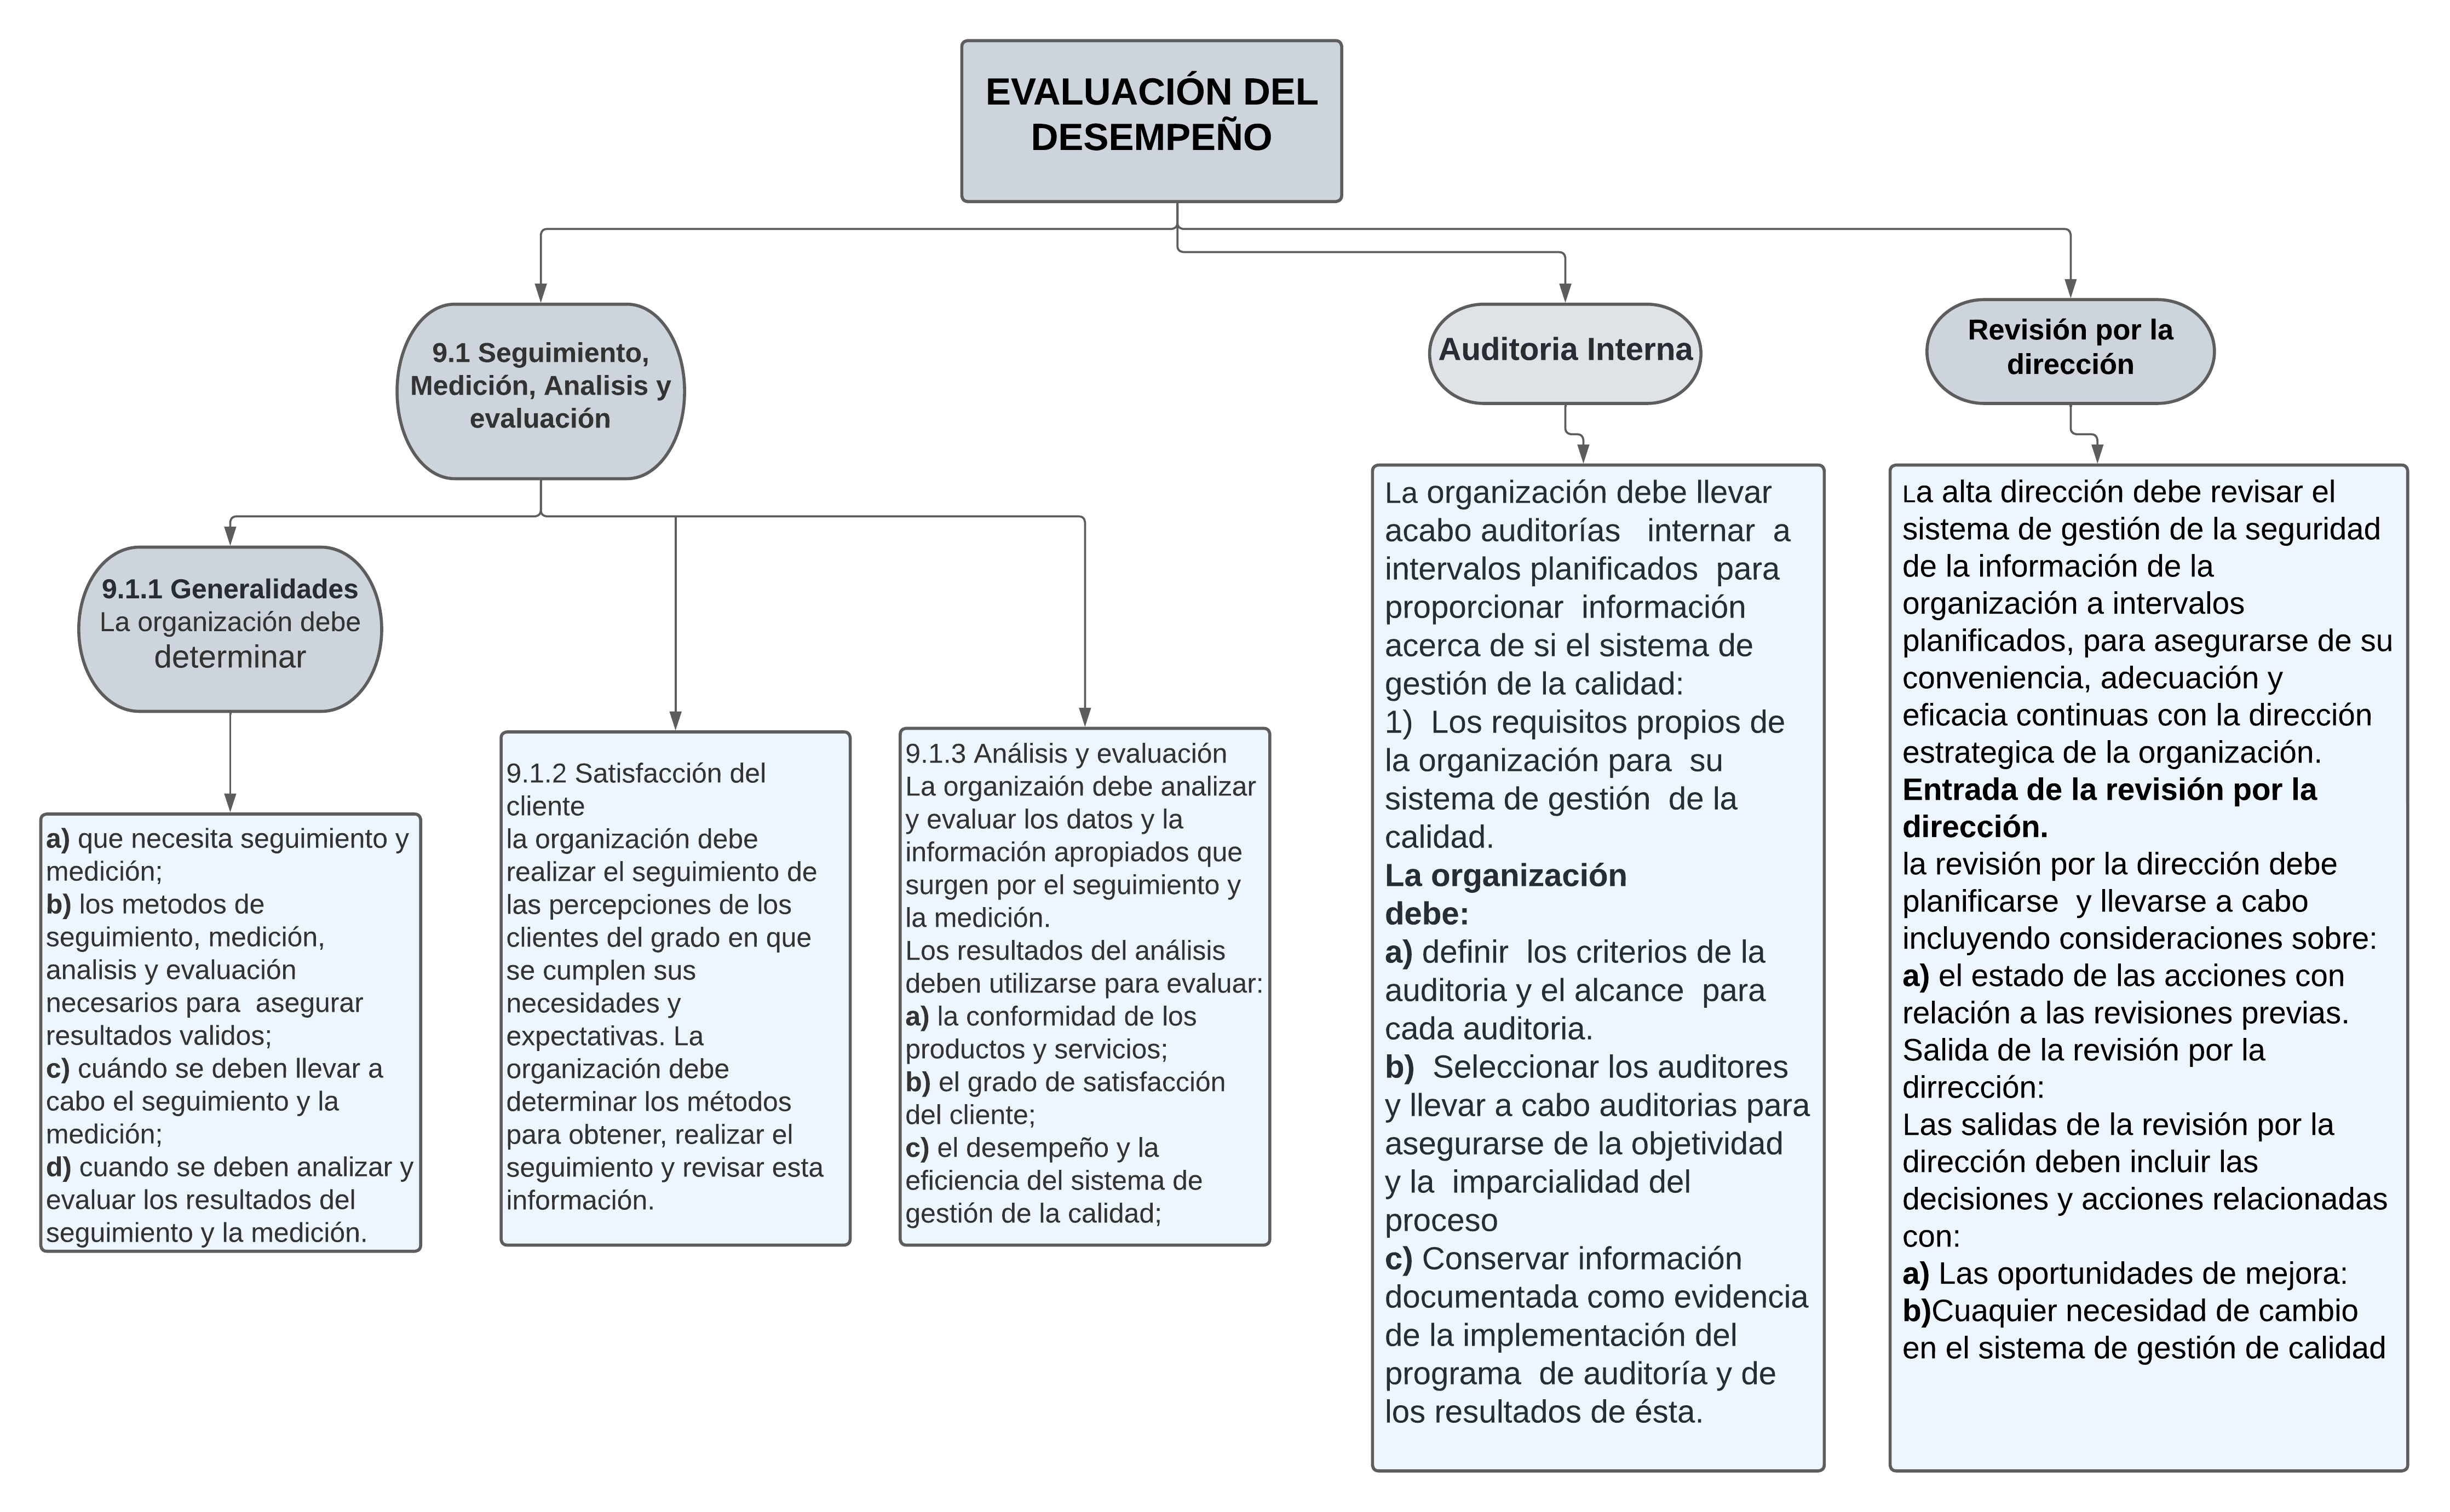 EVALUACIÓN DEL
DESEMPEÑO
9.1 Seguimiento,
Medición, Analisis y
evaluación
Auditoria Interna
Revisión por la
dirección
9.1.1 Generalidades
La organización debe
determinar
a) que necesita seguimiento y
medición;
b) los metodos de
seguimiento, medición,
analisis y evaluación
necesarios para  asegurar
resultados validos;
c) cuándo se deben llevar a
cabo el seguimiento y la
medición;
d) cuando se deben analizar y
evaluar los resultados del
seguimiento y la medición.
9.1.2 Satisfacción del
cliente
la organización debe
realizar el seguimiento de
las percepciones de los
clientes del grado en que
se cumplen sus
necesidades y
expectativas. La
organización debe
determinar los métodos
para obtener, realizar el
seguimiento y revisar esta
información.
9.1.3 Análisis y evaluación
La organizaión debe analizar
y evaluar los datos y la
información apropiados que
surgen por el seguimiento y
la medición.
Los resultados del análisis
deben utilizarse para evaluar:
a) la conformidad de los
productos y servicios;
b) el grado de satisfacción
del cliente;
c) el desempeño y la
eficiencia del sistema de
gestión de la calidad;
La organización debe llevar
acabo auditorías   internar  a
intervalos planificados  para
proporcionar  información
acerca de si el sistema de
gestión de la calidad:
1)  Los requisitos propios de
la organización para  su
sistema de gestión  de la
calidad.
La organización
debe:
a) definir  los criterios de la
auditoria y el alcance  para
cada auditoria.
b)  Seleccionar los auditores
y llevar a cabo auditorias para
asegurarse de la objetividad
y la  imparcialidad del
proceso
c) Conservar información
documentada como evidencia
de la implementación del
programa  de auditoría y de
los resultados de ésta.
La alta dirección debe revisar el
sistema de gestión de la seguridad
de la información de la
organización a intervalos
planificados, para asegurarse de su
conveniencia, adecuación y
eficacia continuas con la dirección
estrategica de la organización.
Entrada de la revisión por la
dirección.
la revisión por la dirección debe
planificarse  y llevarse a cabo
incluyendo consideraciones sobre:
a) el estado de las acciones con
relación a las revisiones previas.
Salida de la revisión por la
dirrección:
Las salidas de la revisión por la
dirección deben incluir las
decisiones y acciones relacionadas
con:
a) Las oportunidades de mejora:
b)Cuaquier necesidad de cambio
en el sistema de gestión de calidad